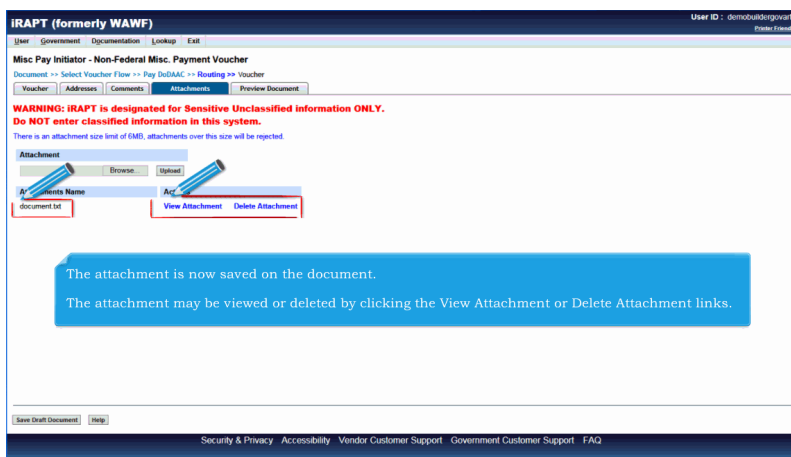 iRAPT (formerly WAWF)
User ID : demobuildergovart
Printer Friend
User Government Documentation Lookup Exit
Misc Pay Initiator - Non-Federal Misc. Payment Voucher
Document >> Select Voucher Flow >> Pay DoDAAC >> Routing >> Voucher
Voucher Addresses Comments Attachments Preview Document
WARNING: iRAPT is designated for Sensitive Unclassified information ONLY.
Do NOT enter classified information in this system.
There is an attachment size limit of 6MB, attachments over this size will be rejected.
Attachment
Browse... Upload
Name
document.txt View Attachment Delete Attachment
The attachment is now saved on the document.
The attachment may be viewed or deleted by clicking the View Attachment or Delete Attachment links.
Save Draft Document Help
Security & Privacy Accessibility Vendor Customer Support Government Customer Support FAQ